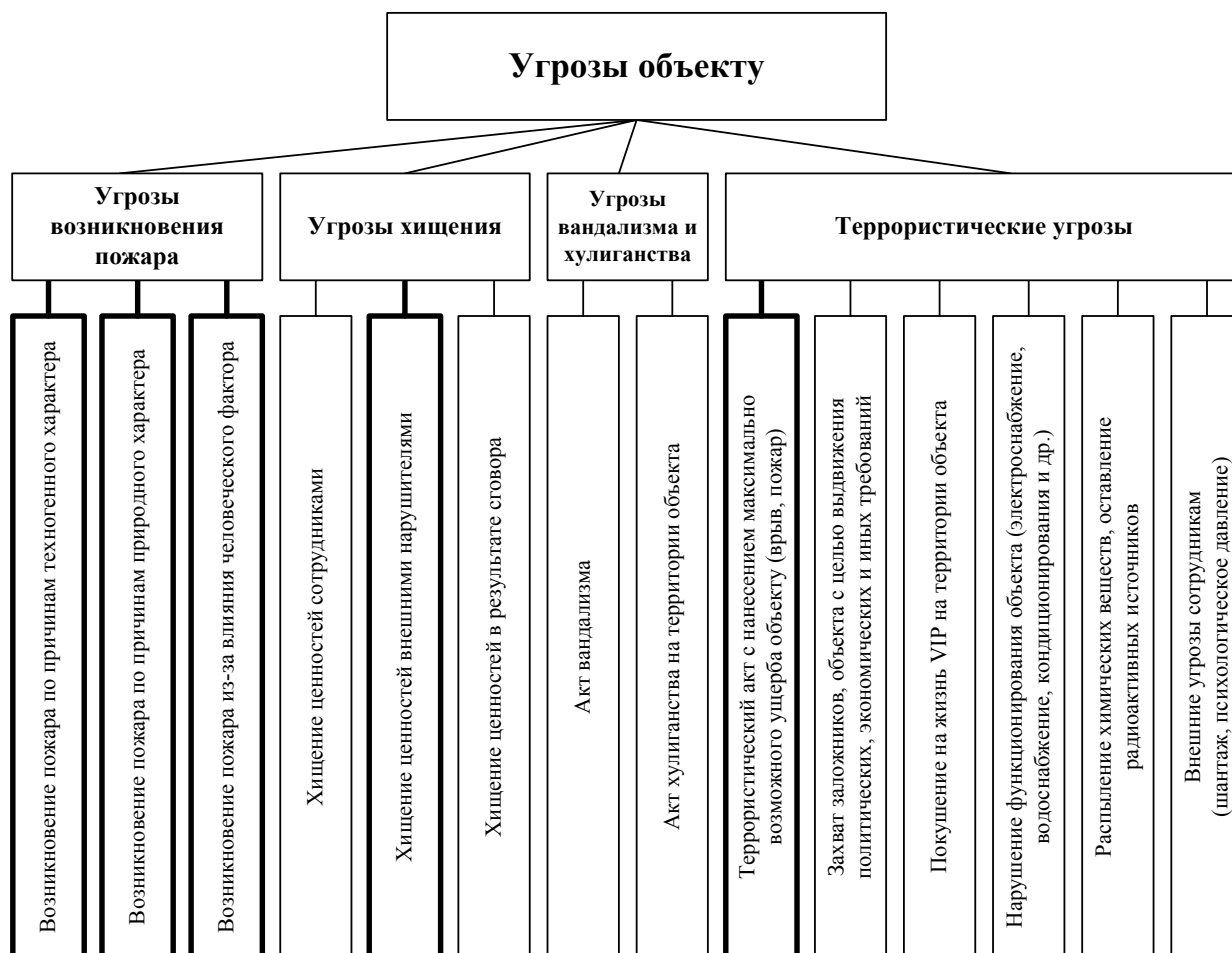 Угрозы объекту
Угрозы
возникновения
пожара
Угрозы хищения
Угрозы
вандализма и
хулиганства
Террористические угрозы
Возникновение пожара по причинам техногенного характера
Возникновение пожара по причинам природного характера
Возникновение пожара из-за влияния человеческого фактора
Хищение ценностей сотрудниками
Хищение ценностей внешними нарушителями
Хищение ценностей в результате сговора
Акт вандализма
Акт хулиганства на территории объекта
Террористический акт с нанесением максимально
возможного ущерба объекту (врыв, пожар)
Захват заложников, объекта с целью выдвижения
политических, экономических и иных требований
Покушение на жизнь VIP на территории объекта
Нарушение функционирования объекта (электроснабжение,
водоснабжение, кондиционирования и др.)
Распыление химических веществ, оставление
радиоактивных источников
Внешние угрозы сотрудникам
(шантаж, психологическое давление)